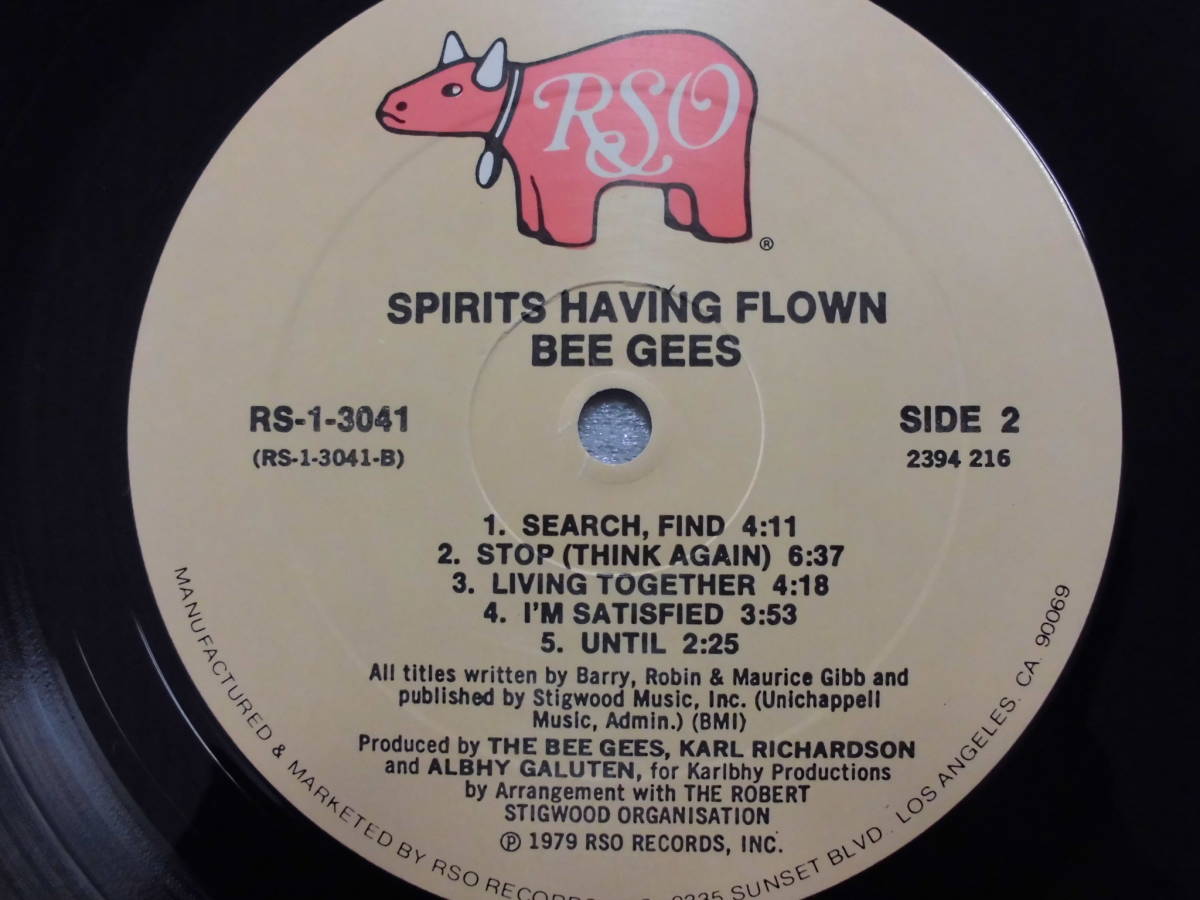 RSO
®
SPIRITS HAVING FLOWN
BEE GEES
RS-1-3041
(RS-1-3041-B)
SIDE 2
2394 216
1. SEARCH, FIND 4:11
2. STOP (THINK AGAIN) 6:37
3. LIVING TOGETHER 4:18
4. I'M SATISFIED 3:53
5. UNTIL 2:25
All titles written by Barry, Robin & Maurice Gibb and
published by Stigwood Music, Inc. (Unichappell
Music, Admin.) (BMI)
Produced by THE BEE GEES, KARL RICHARDSON
and ALBHY GALUTEN, for Karlbhy Productions
by Arrangement with THE ROBERT
STIGWOOD ORGANISATION
℗ 1979 RSO RECORDS, INC.
MANUFACTURED & MARKETED BY RSO SUNSET BLVD., LOS ANGELES, CA. 90069